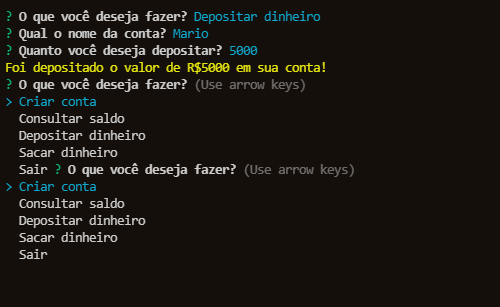 ? O que você deseja fazer? Depositar dinheiro
? Qual o nome da conta? Mario
? Quanto você deseja depositar? 5000
Foi depositado o valor de R$5000 em sua conta!
? O que você deseja fazer? (Use arrow keys)
> Criar conta
Consultar saldo
Depositar dinheiro
Sacar dinheiro
Sair ? O que você deseja fazer? (Use arrow keys)
> Criar conta
Consultar saldo
Depositar dinheiro
Sacar dinheiro
Sair